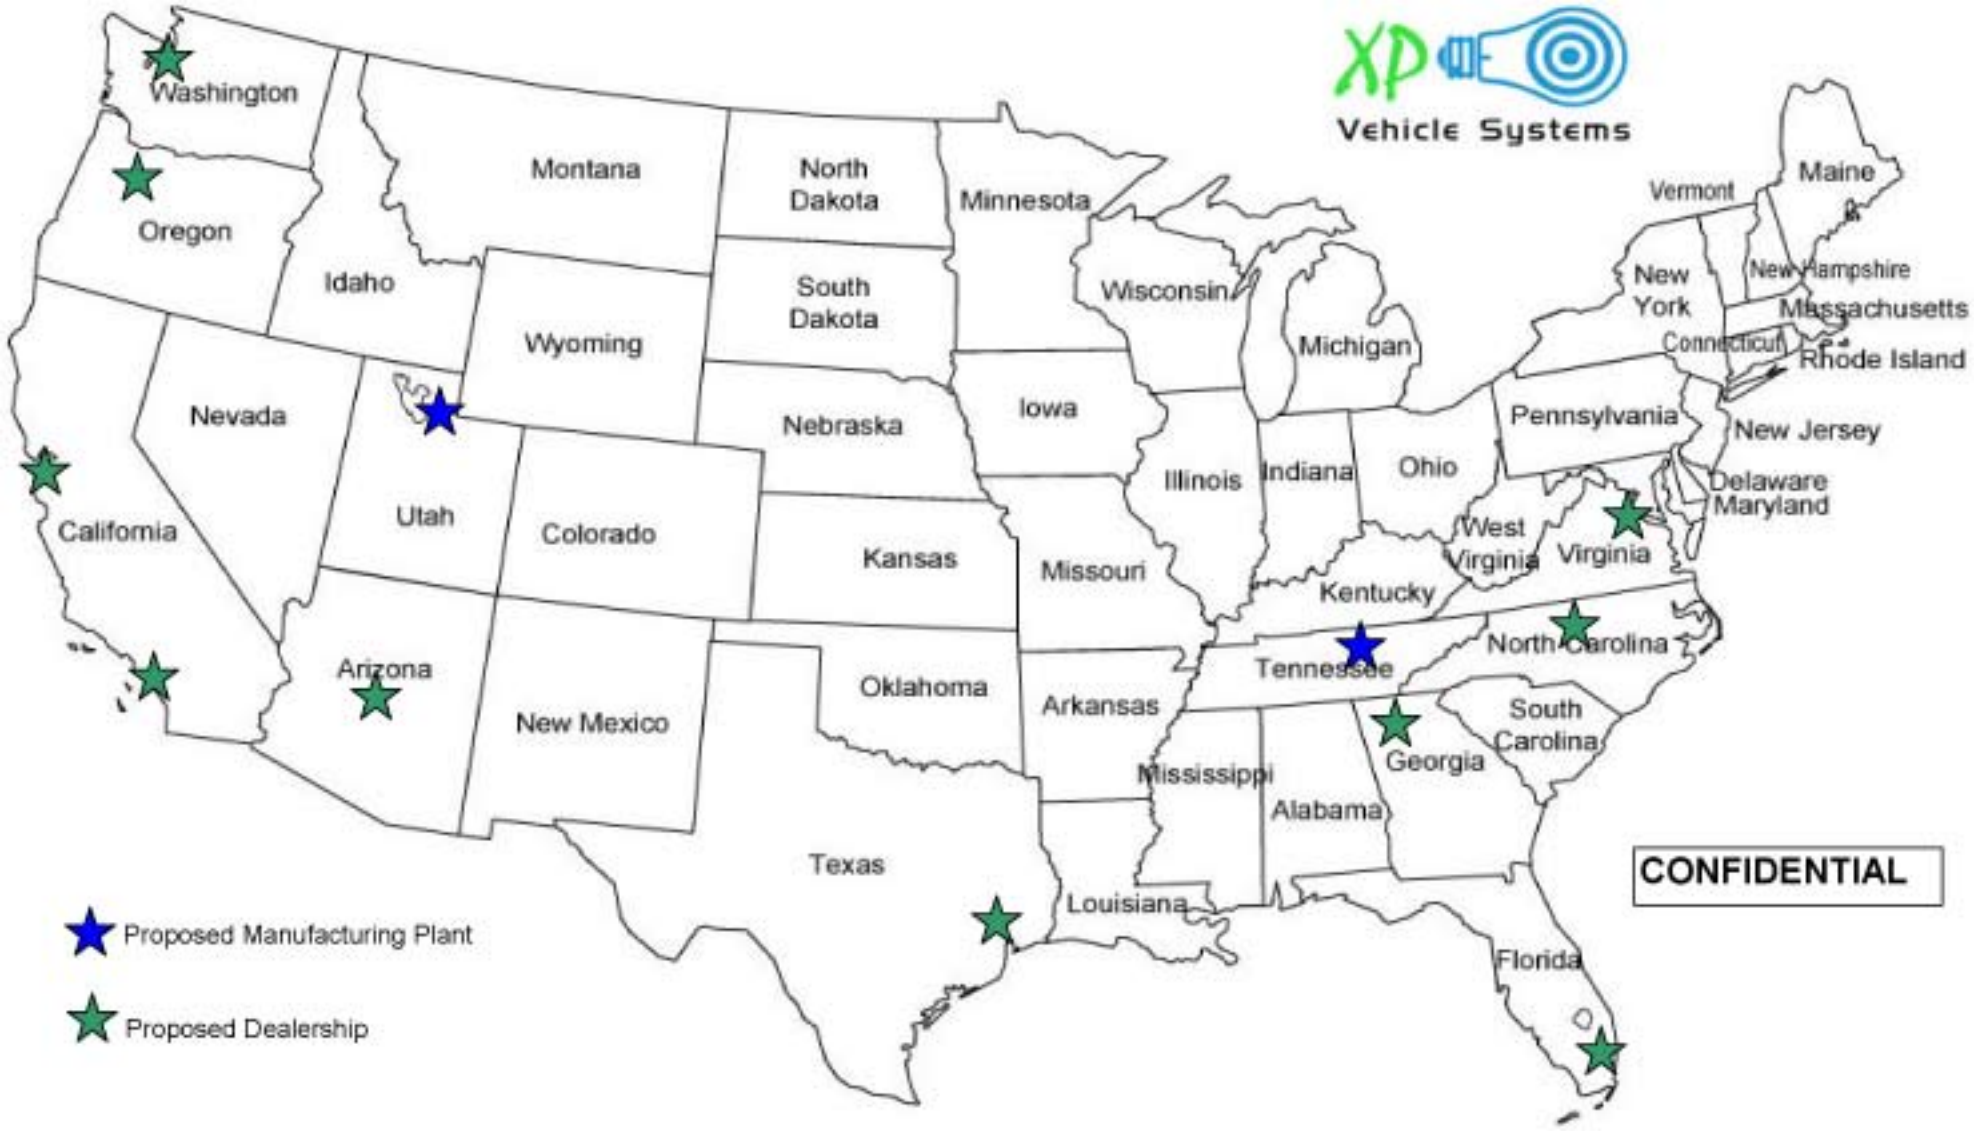 XP
Vehicle Systems
Washington
Oregon
California
Nevada
Idaho
Montana
Wyoming
Utah
Colorado
Arizona
New Mexico
North
Dakota
South
Dakota
Nebraska
Kansas
Oklahoma
Texas
Minnesota
Iowa
Missouri
Arkansas
Louisiana
Wisconsin
Illinois
Michigan
Indiana
Ohio
Kentucky
Tennessee
Mississippi
Alabama
Georgia
Florida
South
Carolina
North Carolina
Virginia
West
Virginia
Pennsylvania
New
York
Vermont
Maine
New Hampshire
Massachusetts
Connecticut
Rhode Island
New Jersey
Delaware
Maryland
CONFIDENTIAL
Proposed Manufacturing Plant
Proposed Dealership